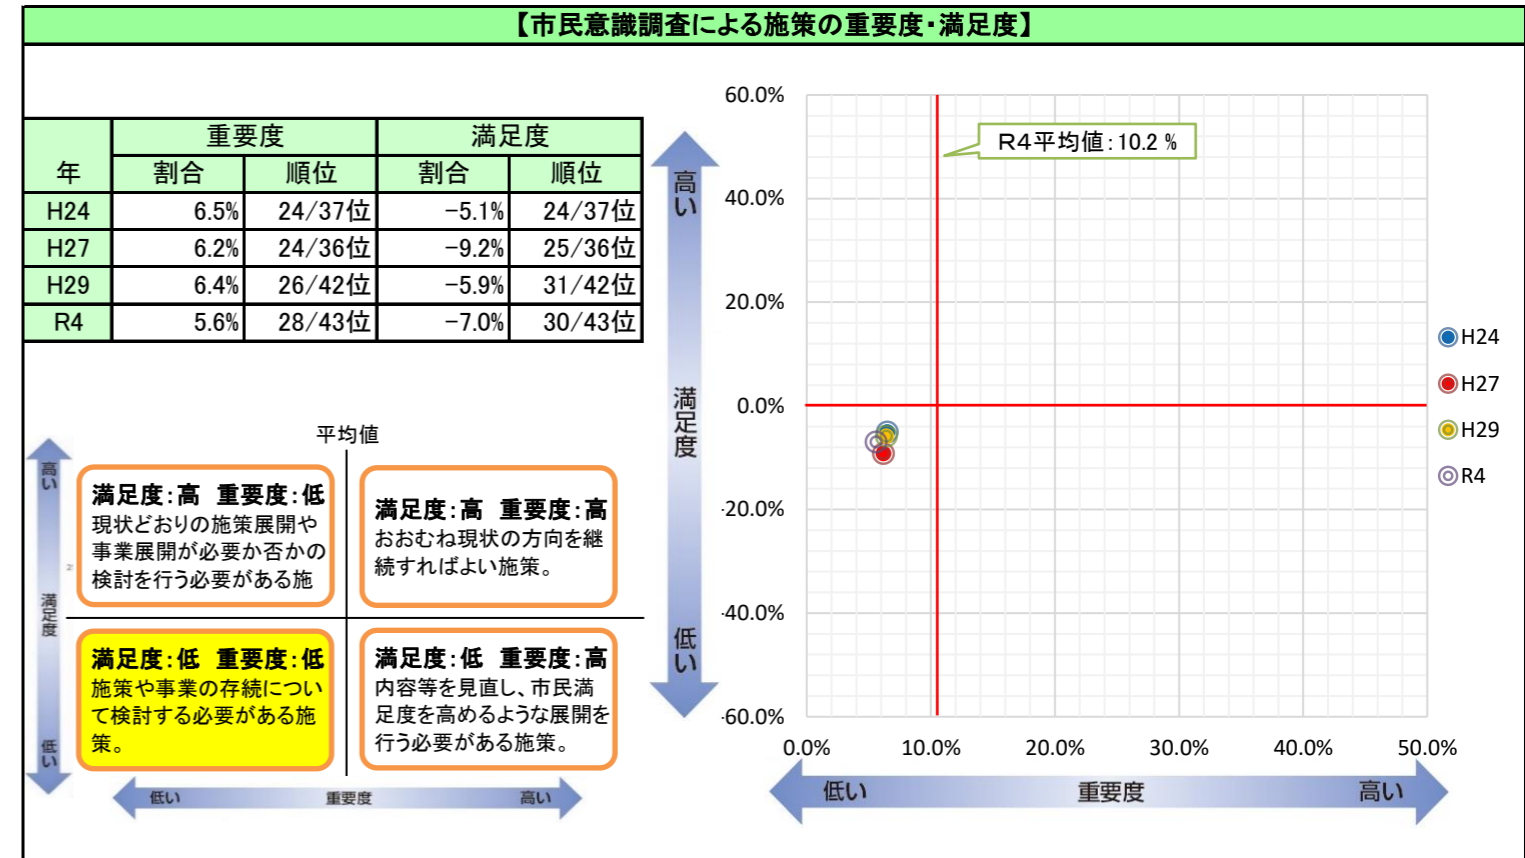 【市民意識調査による施策の重要度・満足度】
年 重要度 満足度
割合 順位 割合 順位
H24 6.5% 24/37位 -5.1% 24/37位
H27 6.2% 24/36位 -9.2% 25/36位
H29 6.4% 26/42位 -5.9% 31/42位
R4 5.6% 28/43位 -7.0% 30/43位
平均値
高い
満足度
低い
満足度:高 重要度:低
現状どおりの施策展開や
事業展開が必要か否かの
検討を行う必要がある施
満足度:高 重要度:高
おおむね現状の方向を継
続すればよい施策。
満足度:低 重要度:低
施策や事業の存続につい
て検討する必要がある施
策。
満足度:低 重要度:高
内容等を見直し、市民満
足度を高めるような展開を
行う必要がある施策。
低い 重要度 高い
高い
満足度
低い
60.0%
40.0%
20.0%
0.0%
-20.0%
-40.0%
-60.0%
R4平均値:10.2 %
0.0% 10.0% 20.0% 30.0% 40.0% 50.0%
低い 重要度 高い
H24
H27
H29
R4